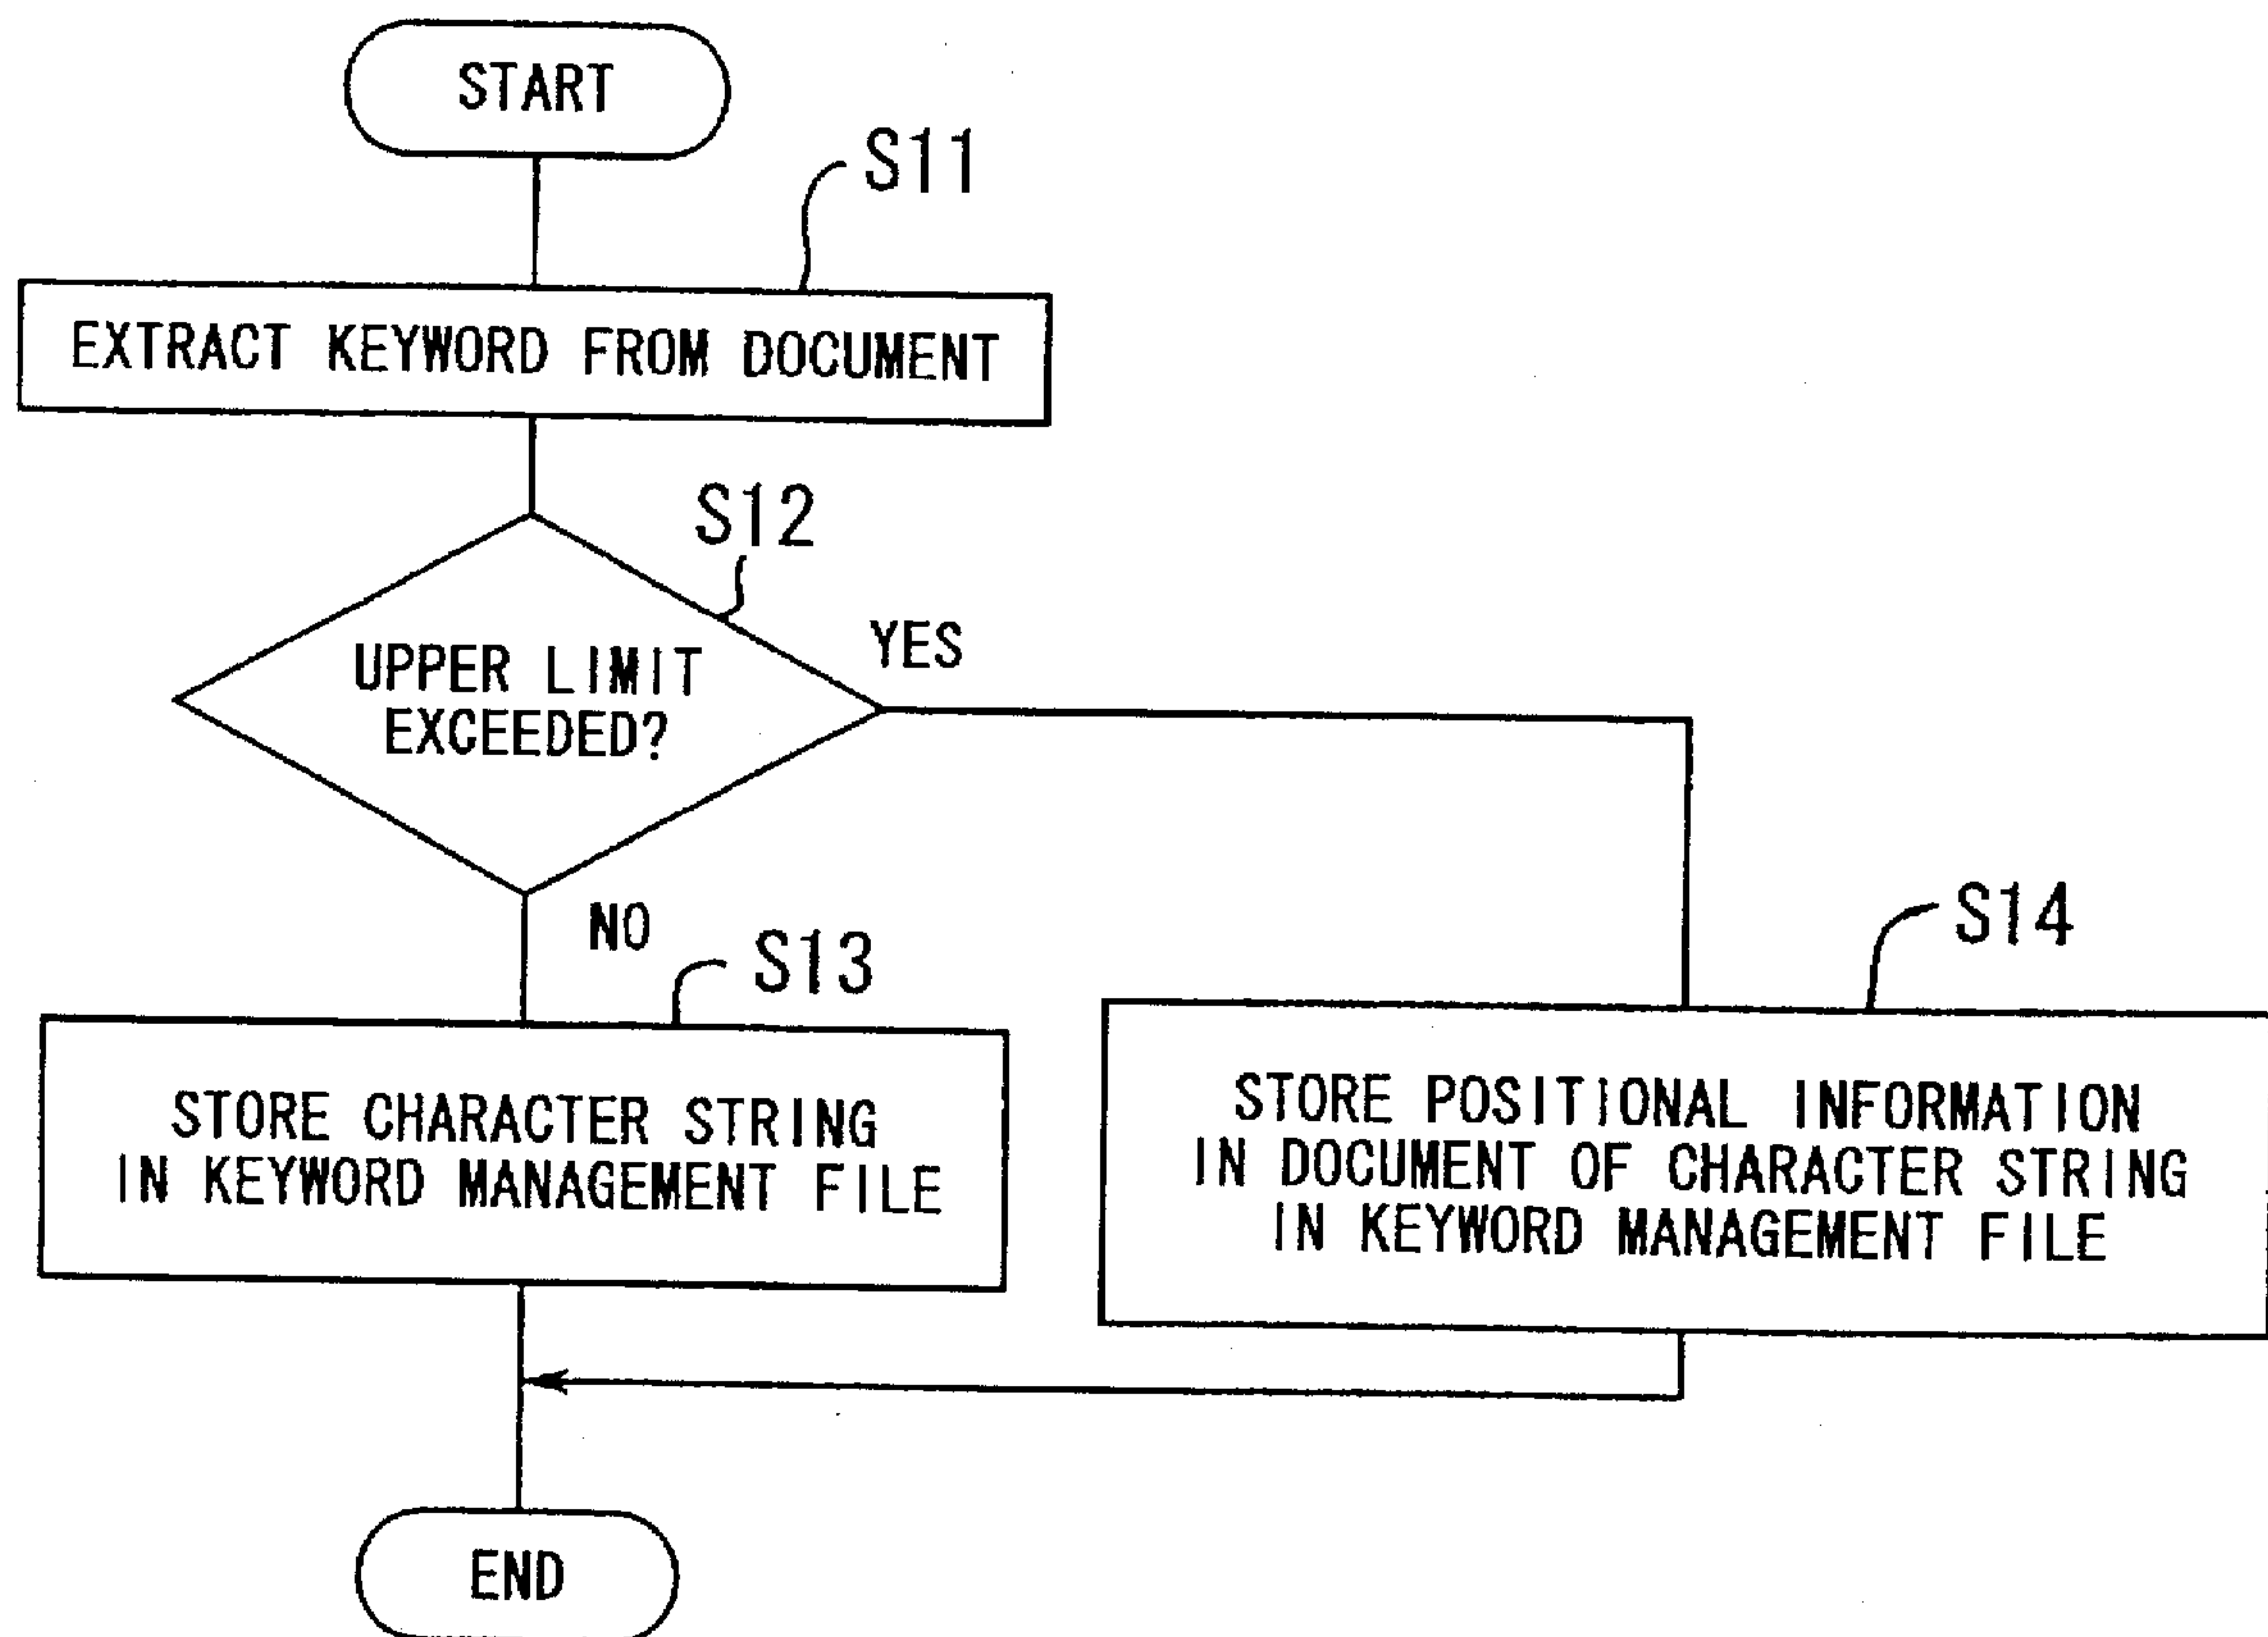 START
S11
EXTRACT KEYWORD FROM DOCUMENT
S12
UPPER LIMIT
EXCEEDED?
YES
NO
S13
STORE CHARACTER STRING
IN KEYWORD MANAGEMENT FILE
S14
STORE POSITIONAL INFORMATION
IN DOCUMENT OF CHARACTER STRING
IN KEYWORD MANAGEMENT FILE
END